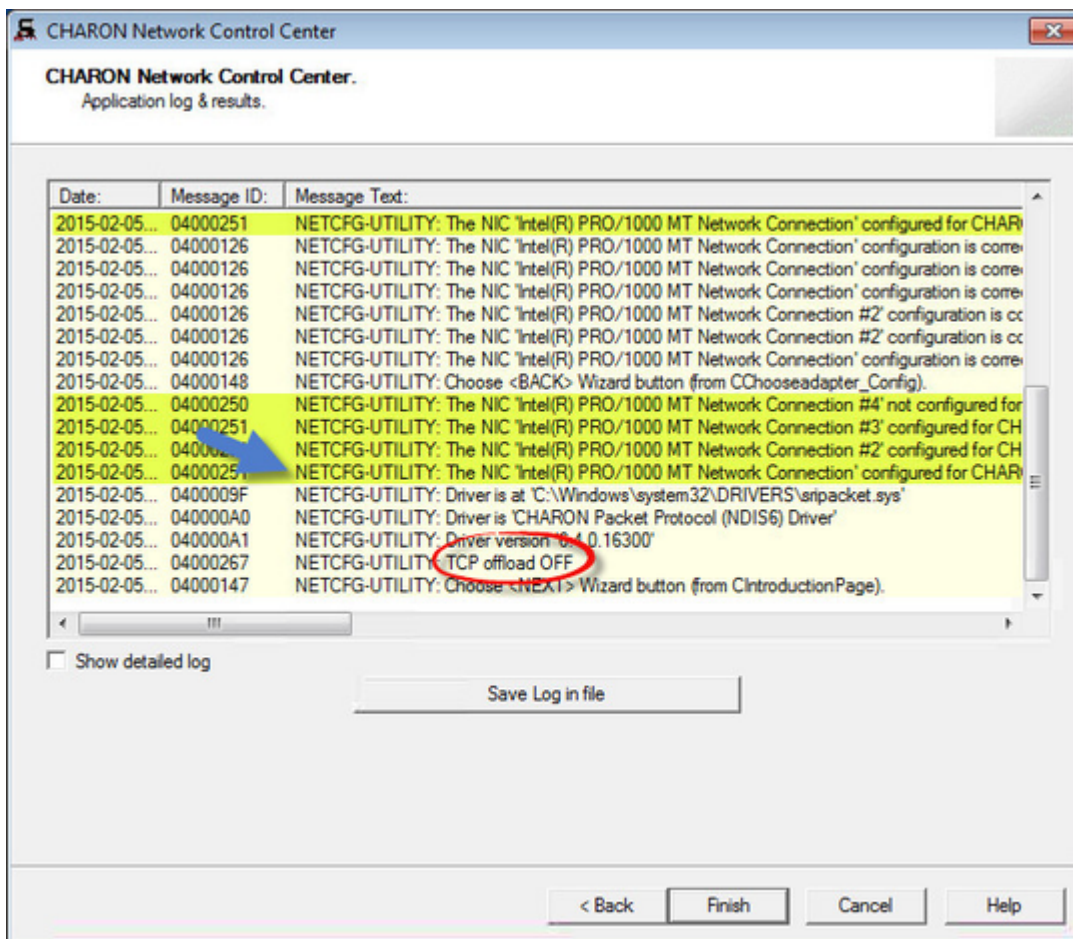 CHARON Network Control Center
CHARON Network Control Center.
Application log & results.
Date: Message ID: Message Text:
2015-02-05... 04000251 NETCFG-UTILITY: The NIC 'Intel(R) PRO/1000 MT Network Connection' configured for CHAR
2015-02-05... 04000126 NETCFG-UTILITY: The NIC 'Intel(R) PRO/1000 MT Network Connection' configuration is corre
2015-02-05... 04000126 NETCFG-UTILITY: The NIC 'Intel(R) PRO/1000 MT Network Connection' configuration is corre
2015-02-05... 04000126 NETCFG-UTILITY: The NIC 'Intel(R) PRO/1000 MT Network Connection' configuration is corre
2015-02-05... 04000126 NETCFG-UTILITY: The NIC 'Intel(R) PRO/1000 MT Network Connection #2' configuration is co
2015-02-05... 04000126 NETCFG-UTILITY: The NIC 'Intel(R) PRO/1000 MT Network Connection #2' configuration is co
2015-02-05... 04000126 NETCFG-UTILITY: The NIC 'Intel(R) PRO/1000 MT Network Connection' configuration is corre
2015-02-05... 04000148 NETCFG-UTILITY: Choose <BACK> Wizard button (from CChooseadapter_Config).
2015-02-05... 04000250 NETCFG-UTILITY: The NIC 'Intel(R) PRO/1000 MT Network Connection #4' not configured for
2015-02-05... 04000251 NETCFG-UTILITY: The NIC 'Intel(R) PRO/1000 MT Network Connection #3' configured for CH
2015-02-05... NETCFG-UTILITY: The NIC 'Intel(R) PRO/1000 MT Network Connection #2' configured for CH
2015-02-05... 04000251 NETCFG-UTILITY: The NIC 'Intel(R) PRO/1000 MT Network Connection' configured for CHAR
2015-02-05... 0400009F NETCFG-UTILITY: Driver is at 'C:\Windows\system32\DRIVERS\sripacket.sys'
2015-02-05... 040000A0 NETCFG-UTILITY: Driver is 'CHARON Packet Protocol (NDIS6) Driver'
2015-02-05... 040000A1 NETCFG-UTILITY: Driver version
2015-02-05... 04000267 NETCFG-UTILITY: TCP offload OFF
2015-02-05... 04000147 NETCFG-UTILITY: Choose <NEXT> Wizard button (from CIntroductionPage).
Show detailed log
Save Log in file
< Back Finish Cancel Help